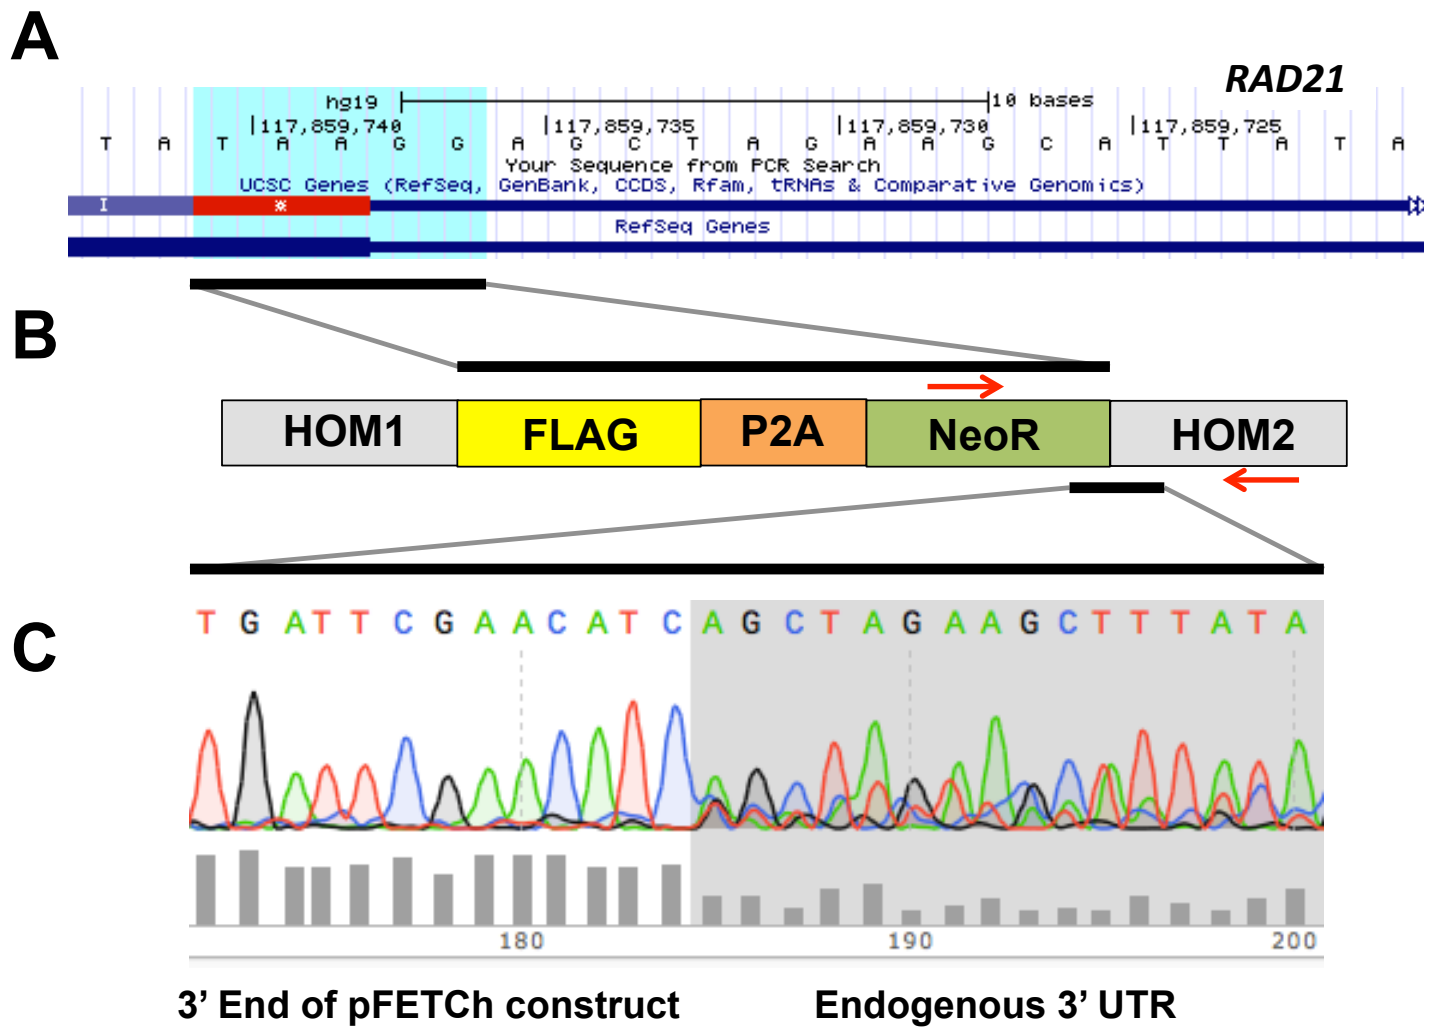 A
RAD21
hg19 10 bases
|117,859,740 |117,859,735 |117,859,730 |117,859,725
T A T A A G G A G C T A G A A G C A T T A T A
Your Sequence from PCR Search
UCSC Genes (RefSeq, GenBank, CCDS, Rfam, tRNAs & Comparative Genomics)
I *
RefSeq Genes
B
HOM1 FLAG P2A NeoR HOM2
C
T G A T T C G A A C A T C A G C T A G A A G C T T T A T A
180 190 200
3’ End of pFETCh construct Endogenous 3’ UTR